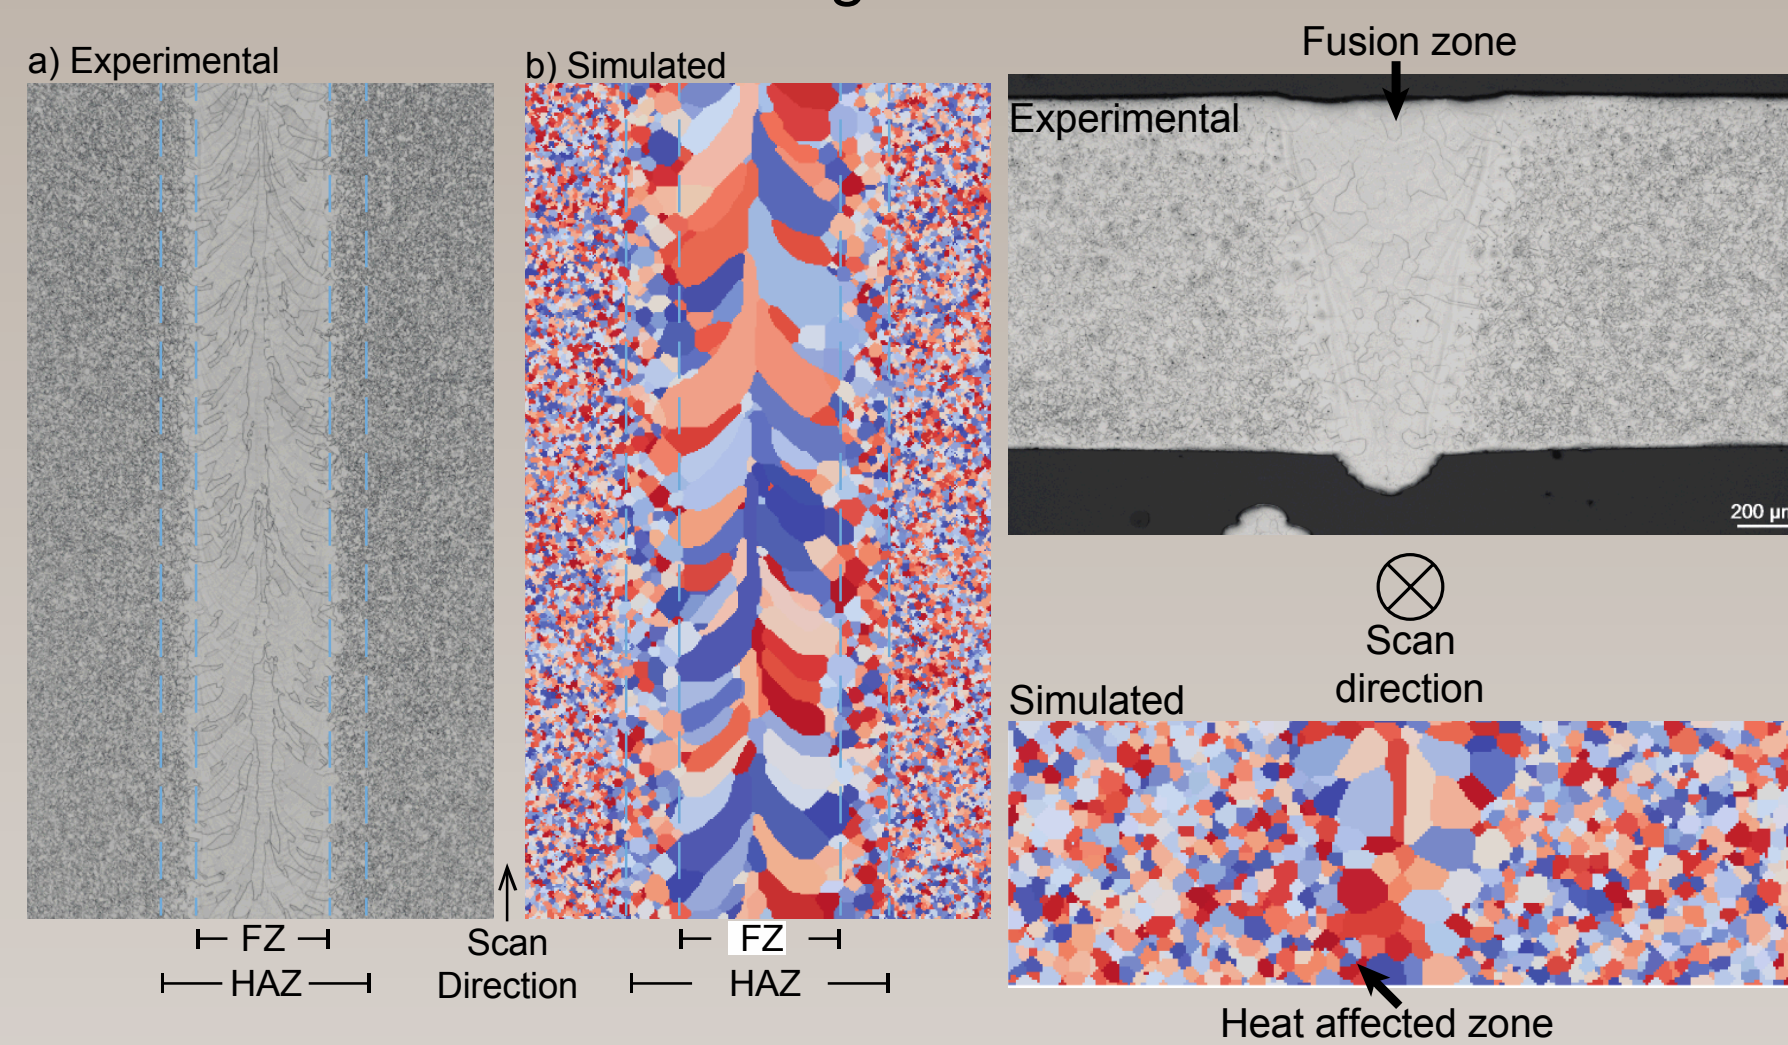 a) Experimental
b) Simulated
FZ
HAZ
Scan
Direction
FZ
HAZ
Fusion zone
Experimental
200
Scan
direction
Simulated
Heat affected zone